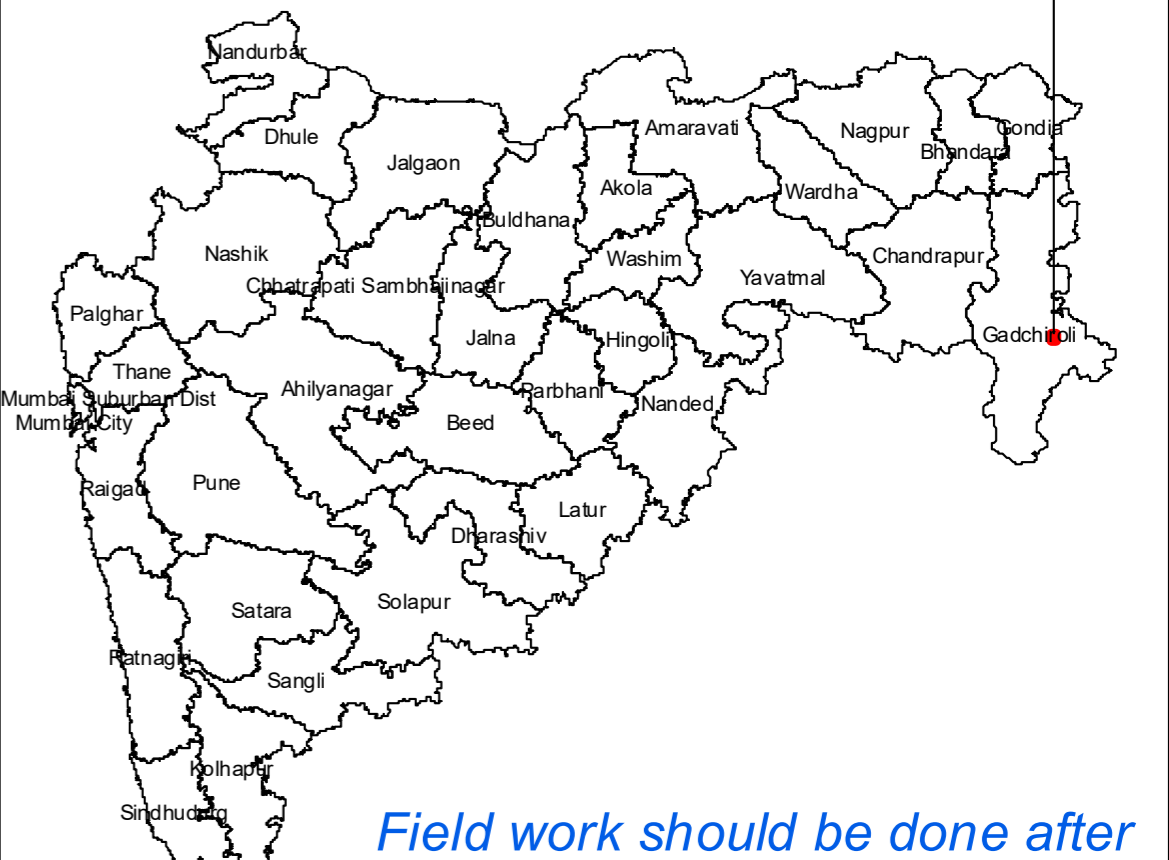 Nandurbar
Dhule
Jalgaon
Amaravati
Nagpur
Gondia
Bhandara
Akola
Wardha
Buldhana
Nashik
Washim
Chandrapur
Yavatmal
Chhatrapati Sambhajinagar
Palghar
Jalna
Hingoli
Gadchiroli
Thane
Ahilyanagar
Parbhani
Mumbai Suburban Dist
Nanded
Mumbai City
Beed
Raigad
Pune
Latur
Dharashiv
Satara
Solapur
Ratnagiri
Sangli
Kolhapur
Sindhudurg
Field work should be done after